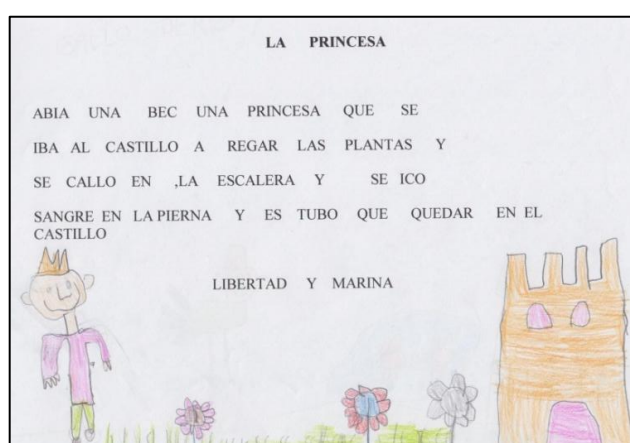 LA PRINCESA
ABIA UNA BEC UNA PRINCESA QUE SE
IBA AL CASTILLO A REGAR LAS PLANTAS Y
SE CALLO EN ,LA ESCALERA Y SE ICO
SANGRE EN LA PIERNA Y ES TUBO QUE QUEDAR EN EL
CASTILLO
LIBERTAD Y MARINA